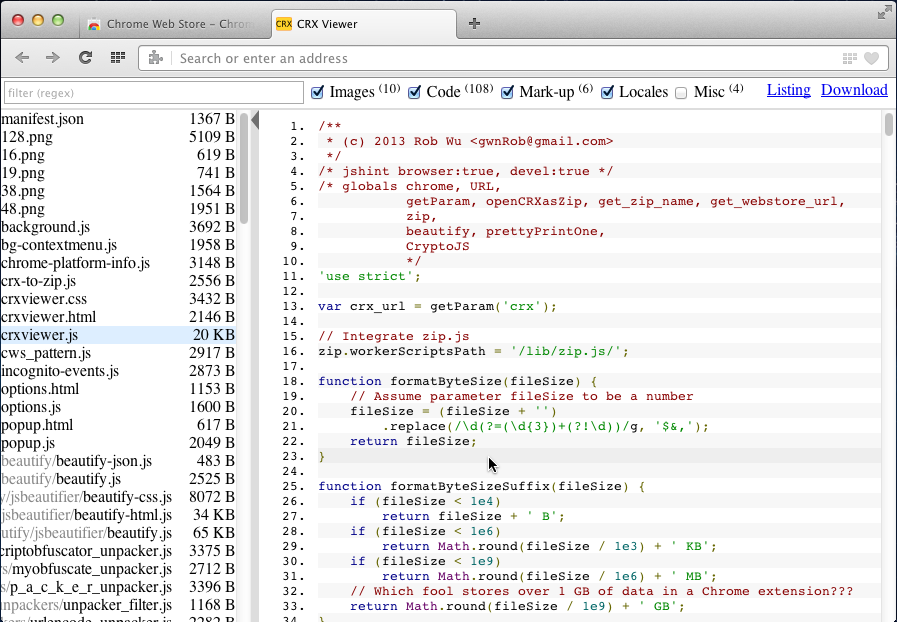 Chrome Web Store - Chrom
CRX CRX Viewer
Search or enter an address
filter (regex)
Images (10) Code (108) Mark-up (6) Locales Misc (4) Listing Download
manifest.json 1367 B
128.png 5109 B
16.png 619 B
19.png 741 B
38.png 1564 B
48.png 1951 B
background.js 3692 B
bg-contextmenu.js 1958 B
chrome-platform-info.js 3148 B
crx-to-zip.js 2556 B
crxviewer.css 3432 B
crxviewer.html 2146 B
crxviewer.js 20 KB
cws_pattern.js 2917 B
incognito-events.js 2873 B
options.html 1153 B
options.js 1600 B
popup.html 617 B
popup.js 2049 B
beautify/beautify-json.js 483 B
beautify/beautify.js 2525 B
y/jsbeautifier/beautify-css.js 8072 B
jsbeautifier/beautify-html.js 34 KB
utify/jsbeautifier/beautify.js 65 KB
criptobfuscator_unpacker.js 3375 B
s/myobfuscate_unpacker.js 2712 B
s/p_a_c_k_e_r_unpacker.js 3396 B
unpackers/unpacker_filter.js 1168 B
kers/urlencode_unpacker.js 2282 B
1. /**
2. * (c) 2013 Rob Wu <gwnRob@gmail.com>
3. */
4. /* jshint browser:true, devel:true */
5. /* globals chrome, URL,
6. getParam, openCRXasZip, get_zip_name, get_webstore_url,
7. zip,
8. beautify, prettyPrintOne,
9. CryptoJS
10. */
11. 'use strict';
12.
13. var crx_url = getParam('crx');
14.
15. // Integrate zip.js
16. zip.workerScriptsPath = '/lib/zip.js/';
17.
18. function formatByteSize(fileSize) {
19. // Assume parameter fileSize to be a number
20. fileSize = (fileSize + '')
21. .replace(/\d(?=(\d{3})+(?!\d))/g, '$&,');
22. return fileSize;
23. }
24.
25. function formatByteSizeSuffix(fileSize) {
26. if (fileSize < 1e4)
27. return fileSize + ' B';
28. if (fileSize < 1e6)
29. return Math.round(fileSize / 1e3) + ' KB';
30. if (fileSize < 1e9)
31. return Math.round(fileSize / 1e6) + ' MB';
32. // Which fool stores over 1 GB of data in a Chrome extension???
33. return Math.round(fileSize / 1e9) + ' GB';
34. }